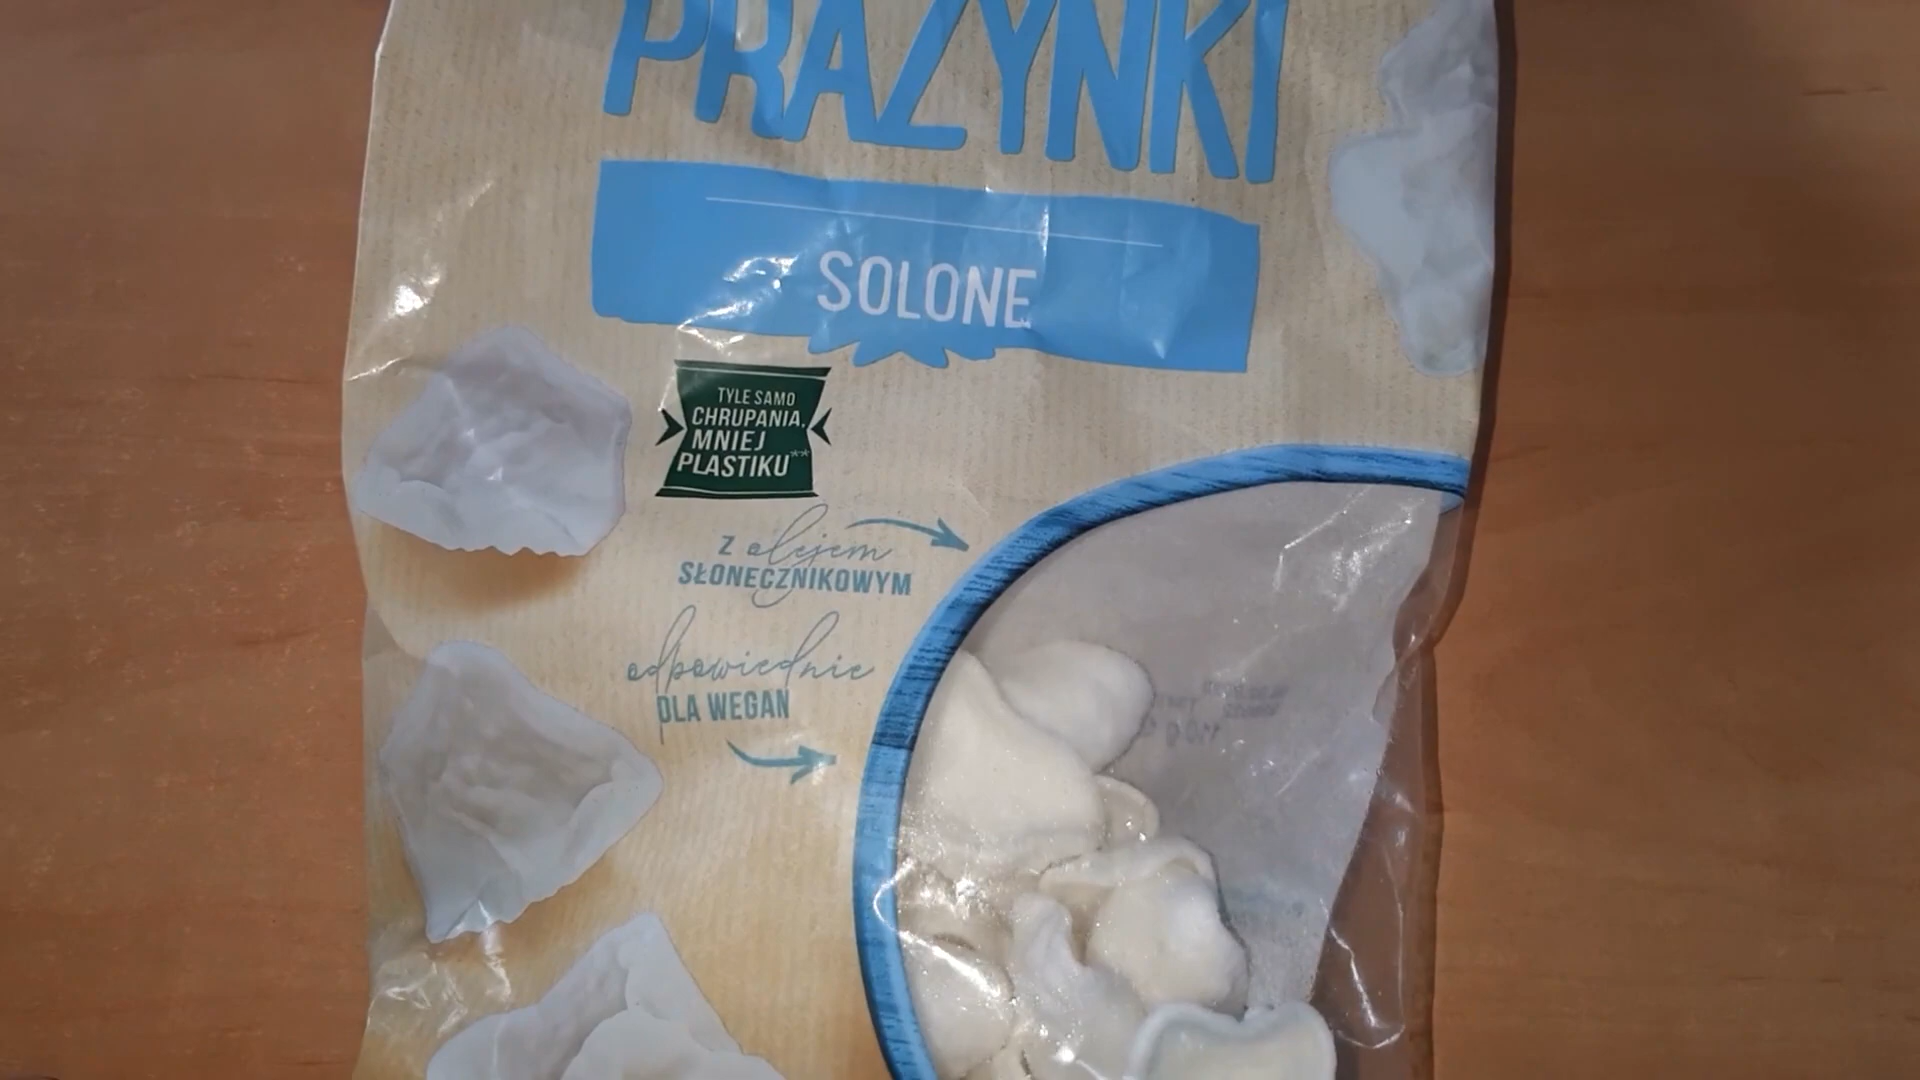 PRAŻYNKI
SOLONE
TYLE SAMO
CHRUPANIA,
MNIEJ
PLASTIKU**
z olejem
SŁONECZNIKOWYM
odpowiednie
DLA WEGAN